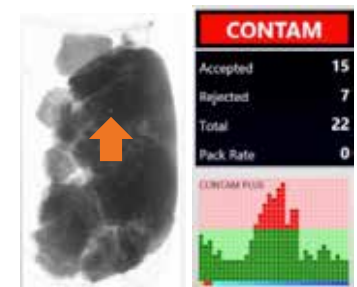 CONTAM
Accepted 15
Rejected 7
Total 22
Pack Rate 0
CONTAM PLUS